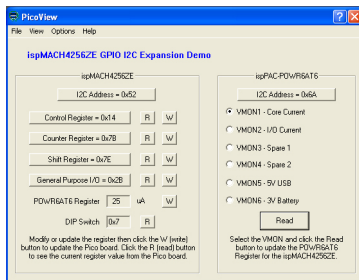 PicoView
File View Options Help
ispMACH4256ZE GPIO I2C Expansion Demo
ispMACH4256ZE
I2C Address = 0x52
Control Register = 0x14 R W
Counter Register = 0x7B R W
Shift Register = 0x7E R W
General Purpose I/O = 0x2B R W
POWR6AT6 Register 25 uA W
DIP Switch 0x7 R
Modify or update the register then click the W (write)
button to update the Pico board. Click the R (read) button
to see the current register value from the Pico board.
ispPAC-POWR6AT6
I2C Address = 0x6A
VMON1 - Core Current
VMON2 - I/O Current
VMON3 - Spare 1
VMON4 - Spare 2
VMON5 - 5V USB
VMON6 - 3V Battery
Read
Select the VMON and click the Read
button to update the POWR6AT6
Register for the ispMACH4256ZE.